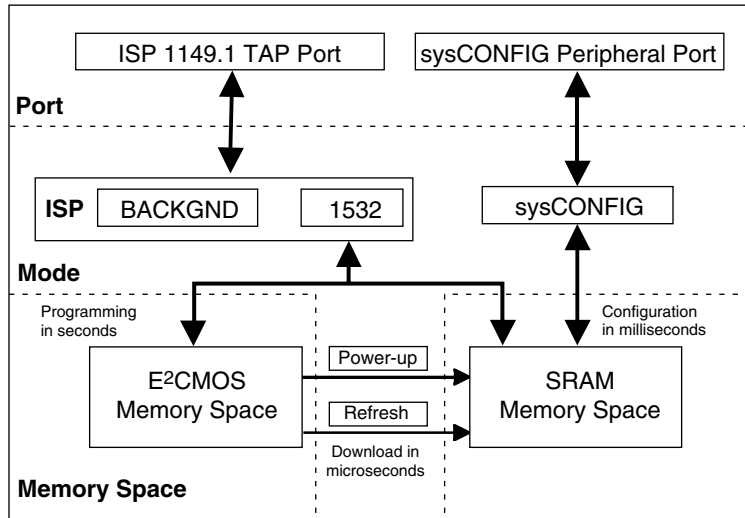 ISP 1149.1 TAP Port
sysCONFIG Peripheral Port
Port
ISP
BACKGND
1532
sysCONFIG
Mode
Programming
in seconds
Configuration
in milliseconds
E²CMOS
Memory Space
Power-up
Refresh
Download in
microseconds
SRAM
Memory Space
Memory Space